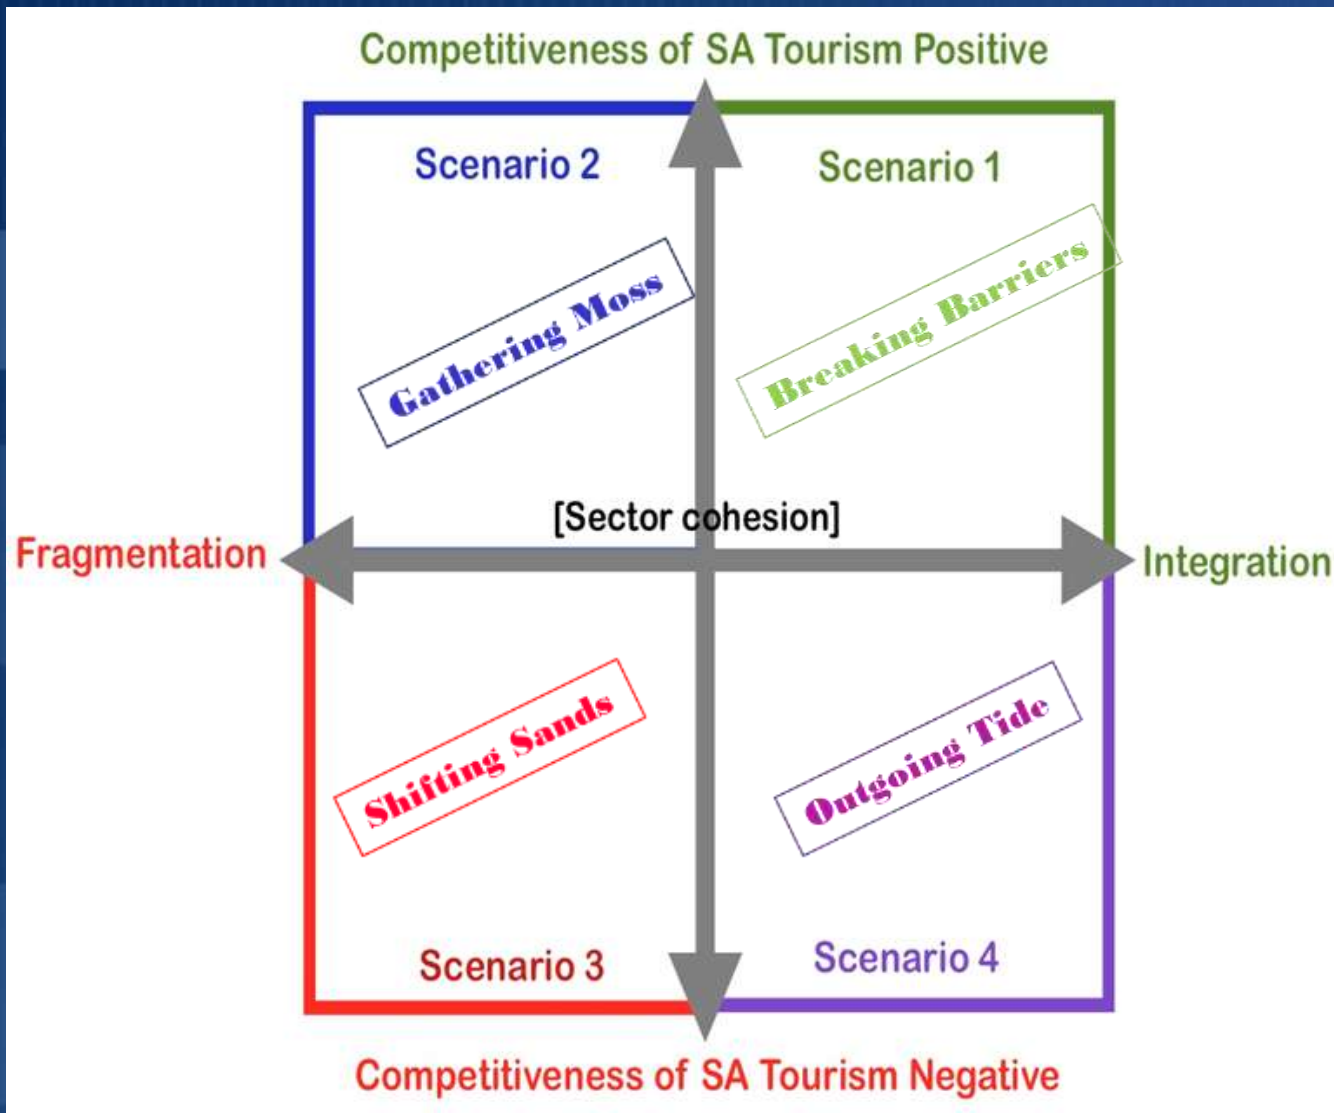 Competitiveness of SA Tourism Positive
Scenario 2
Scenario 1
Gathering Moss
Breaking Barriers
[Sector cohesion]
Fragmentation
Integration
Shifting Sands
Outgoing Tide
Scenario 3
Scenario 4
Competitiveness of SA Tourism Negative